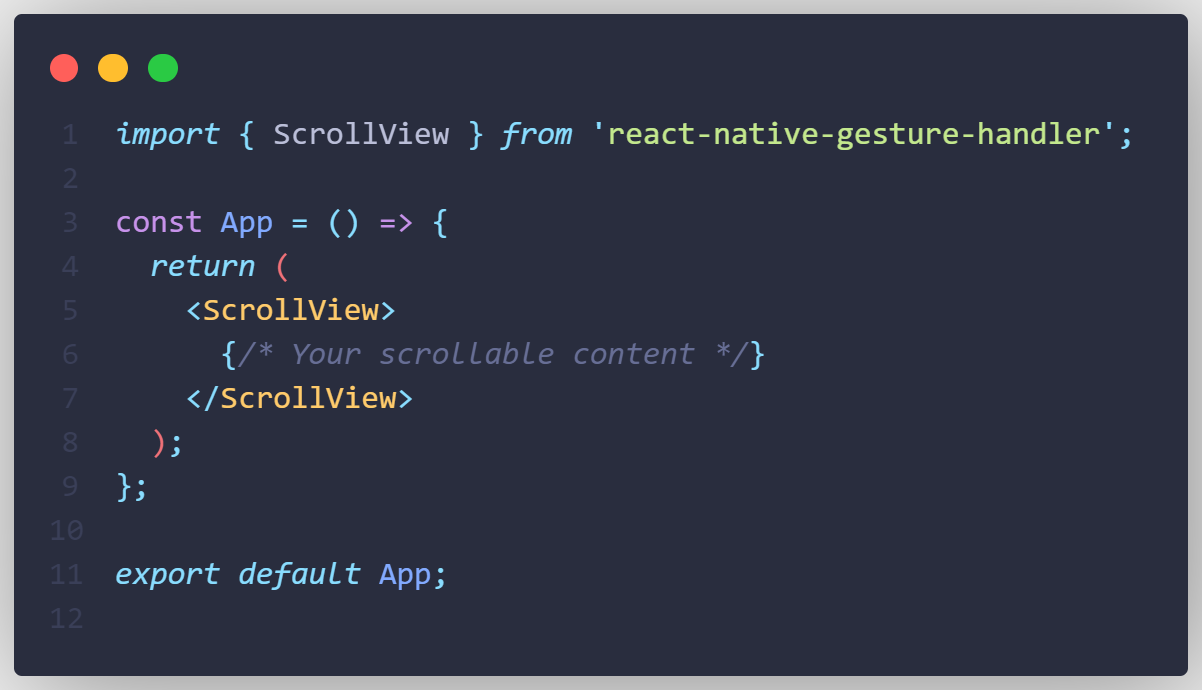 1 import { ScrollView } from 'react-native-gesture-handler';
2
3 const App = () => {
4   return (
5     <ScrollView>
6       {/* Your scrollable content */}
7     </ScrollView>
8   );
9 };
10
11 export default App;
12